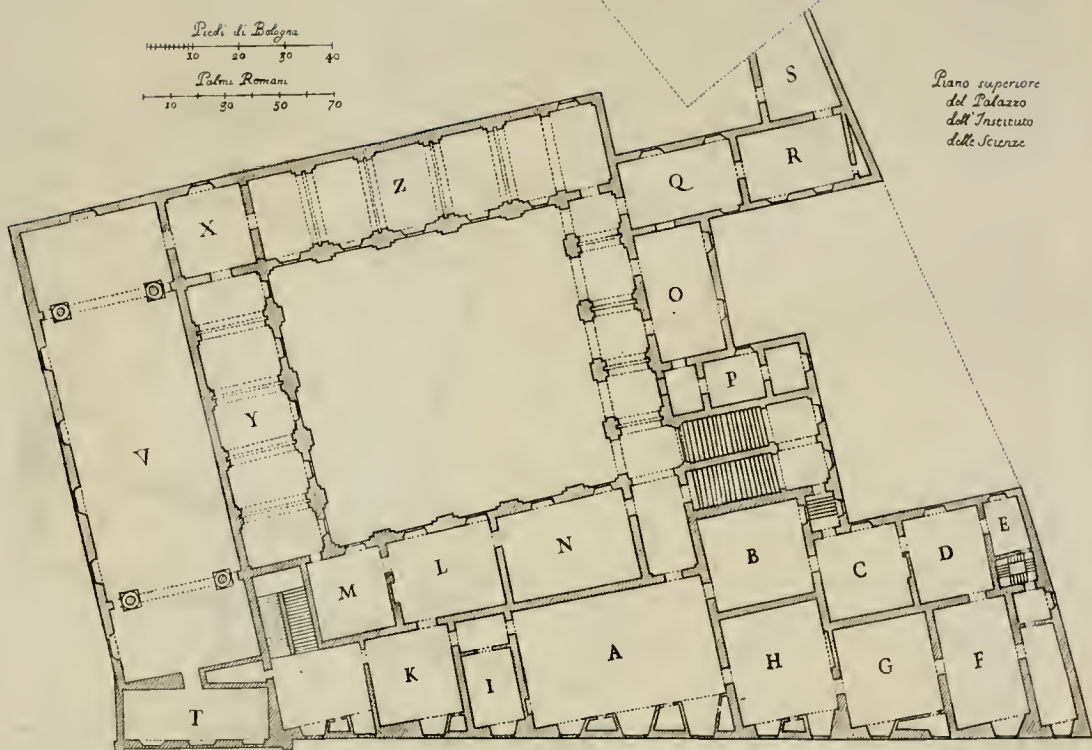 Piedi di Bologna
10 20 30 40
Palmi Romani
10 30 50 70
Piano superiore
del Palazzo
dell'Instituto
delle Scienze
S
R
Q
Z
X
O
P
Y
V
E
N
B
D
L
C
M
A
H
G
F
K
I
T